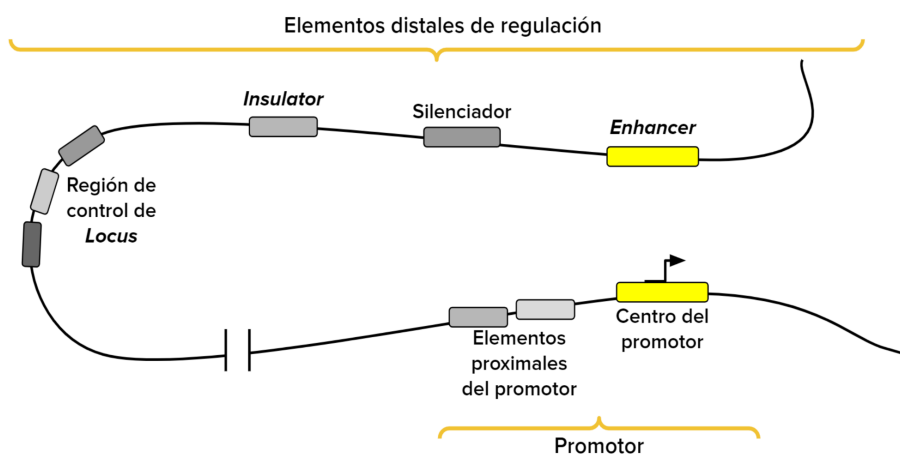 Elementos distales de regulación
Insulator
Silenciador
Enhancer
Región de
control de
Locus
Centro del
promotor
Elementos
proximales
del promotor
Promotor